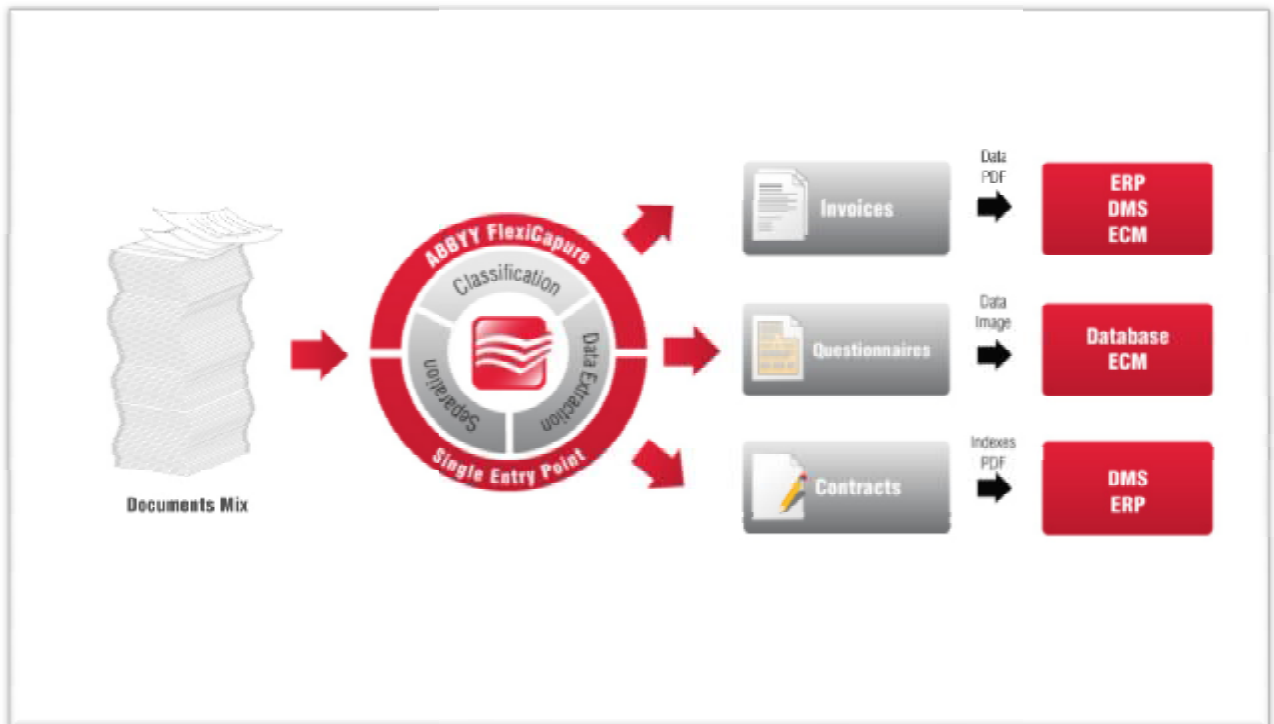 Documents Mix
ABBYY FlexiCapure
Classification
Separation
Data Extraction
Single Entry Point
Invoices
Data
PDF
ERP
DMS
ECM
Questionnaires
Data
Image
Database
ECM
Contracts
Indexes
PDF
DMS
ERP